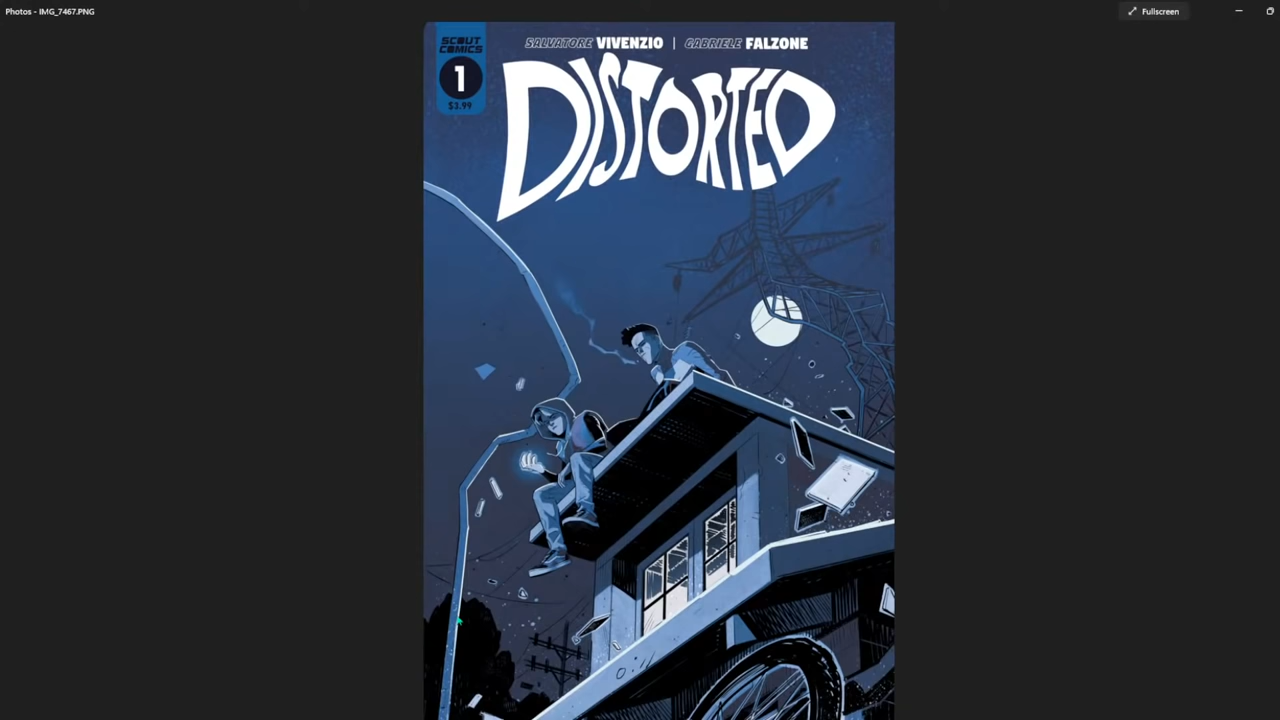 Photos - IMG_7467.PNG
Fullscreen
SCOUT
COMICS
1
$3.99
SALVATORE VIVENZIO | GABRIELE FALZONE
DISTORTED